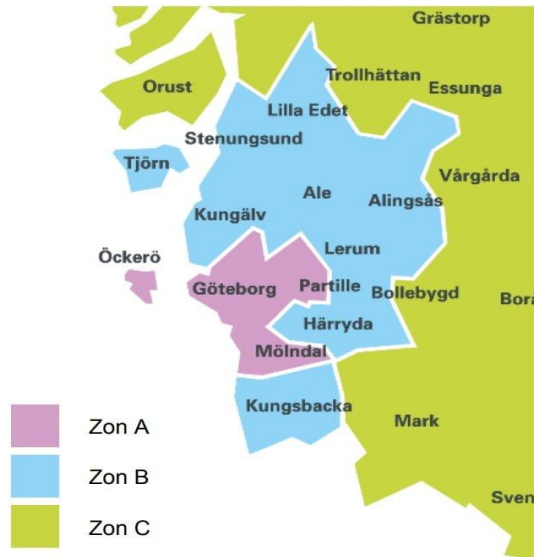 Grästorp
Trollhättan
Essunga
Orust
Lilla Edet
Stenungsund
Tjörn
Vårgårda
Ale
Alingsås
Kungälv
Lerum
Öckerö
Göteborg
Partille
Bollebygd
Härryda
Mölndal
Kungsbacka
Mark
Zon A
Zon B
Zon C